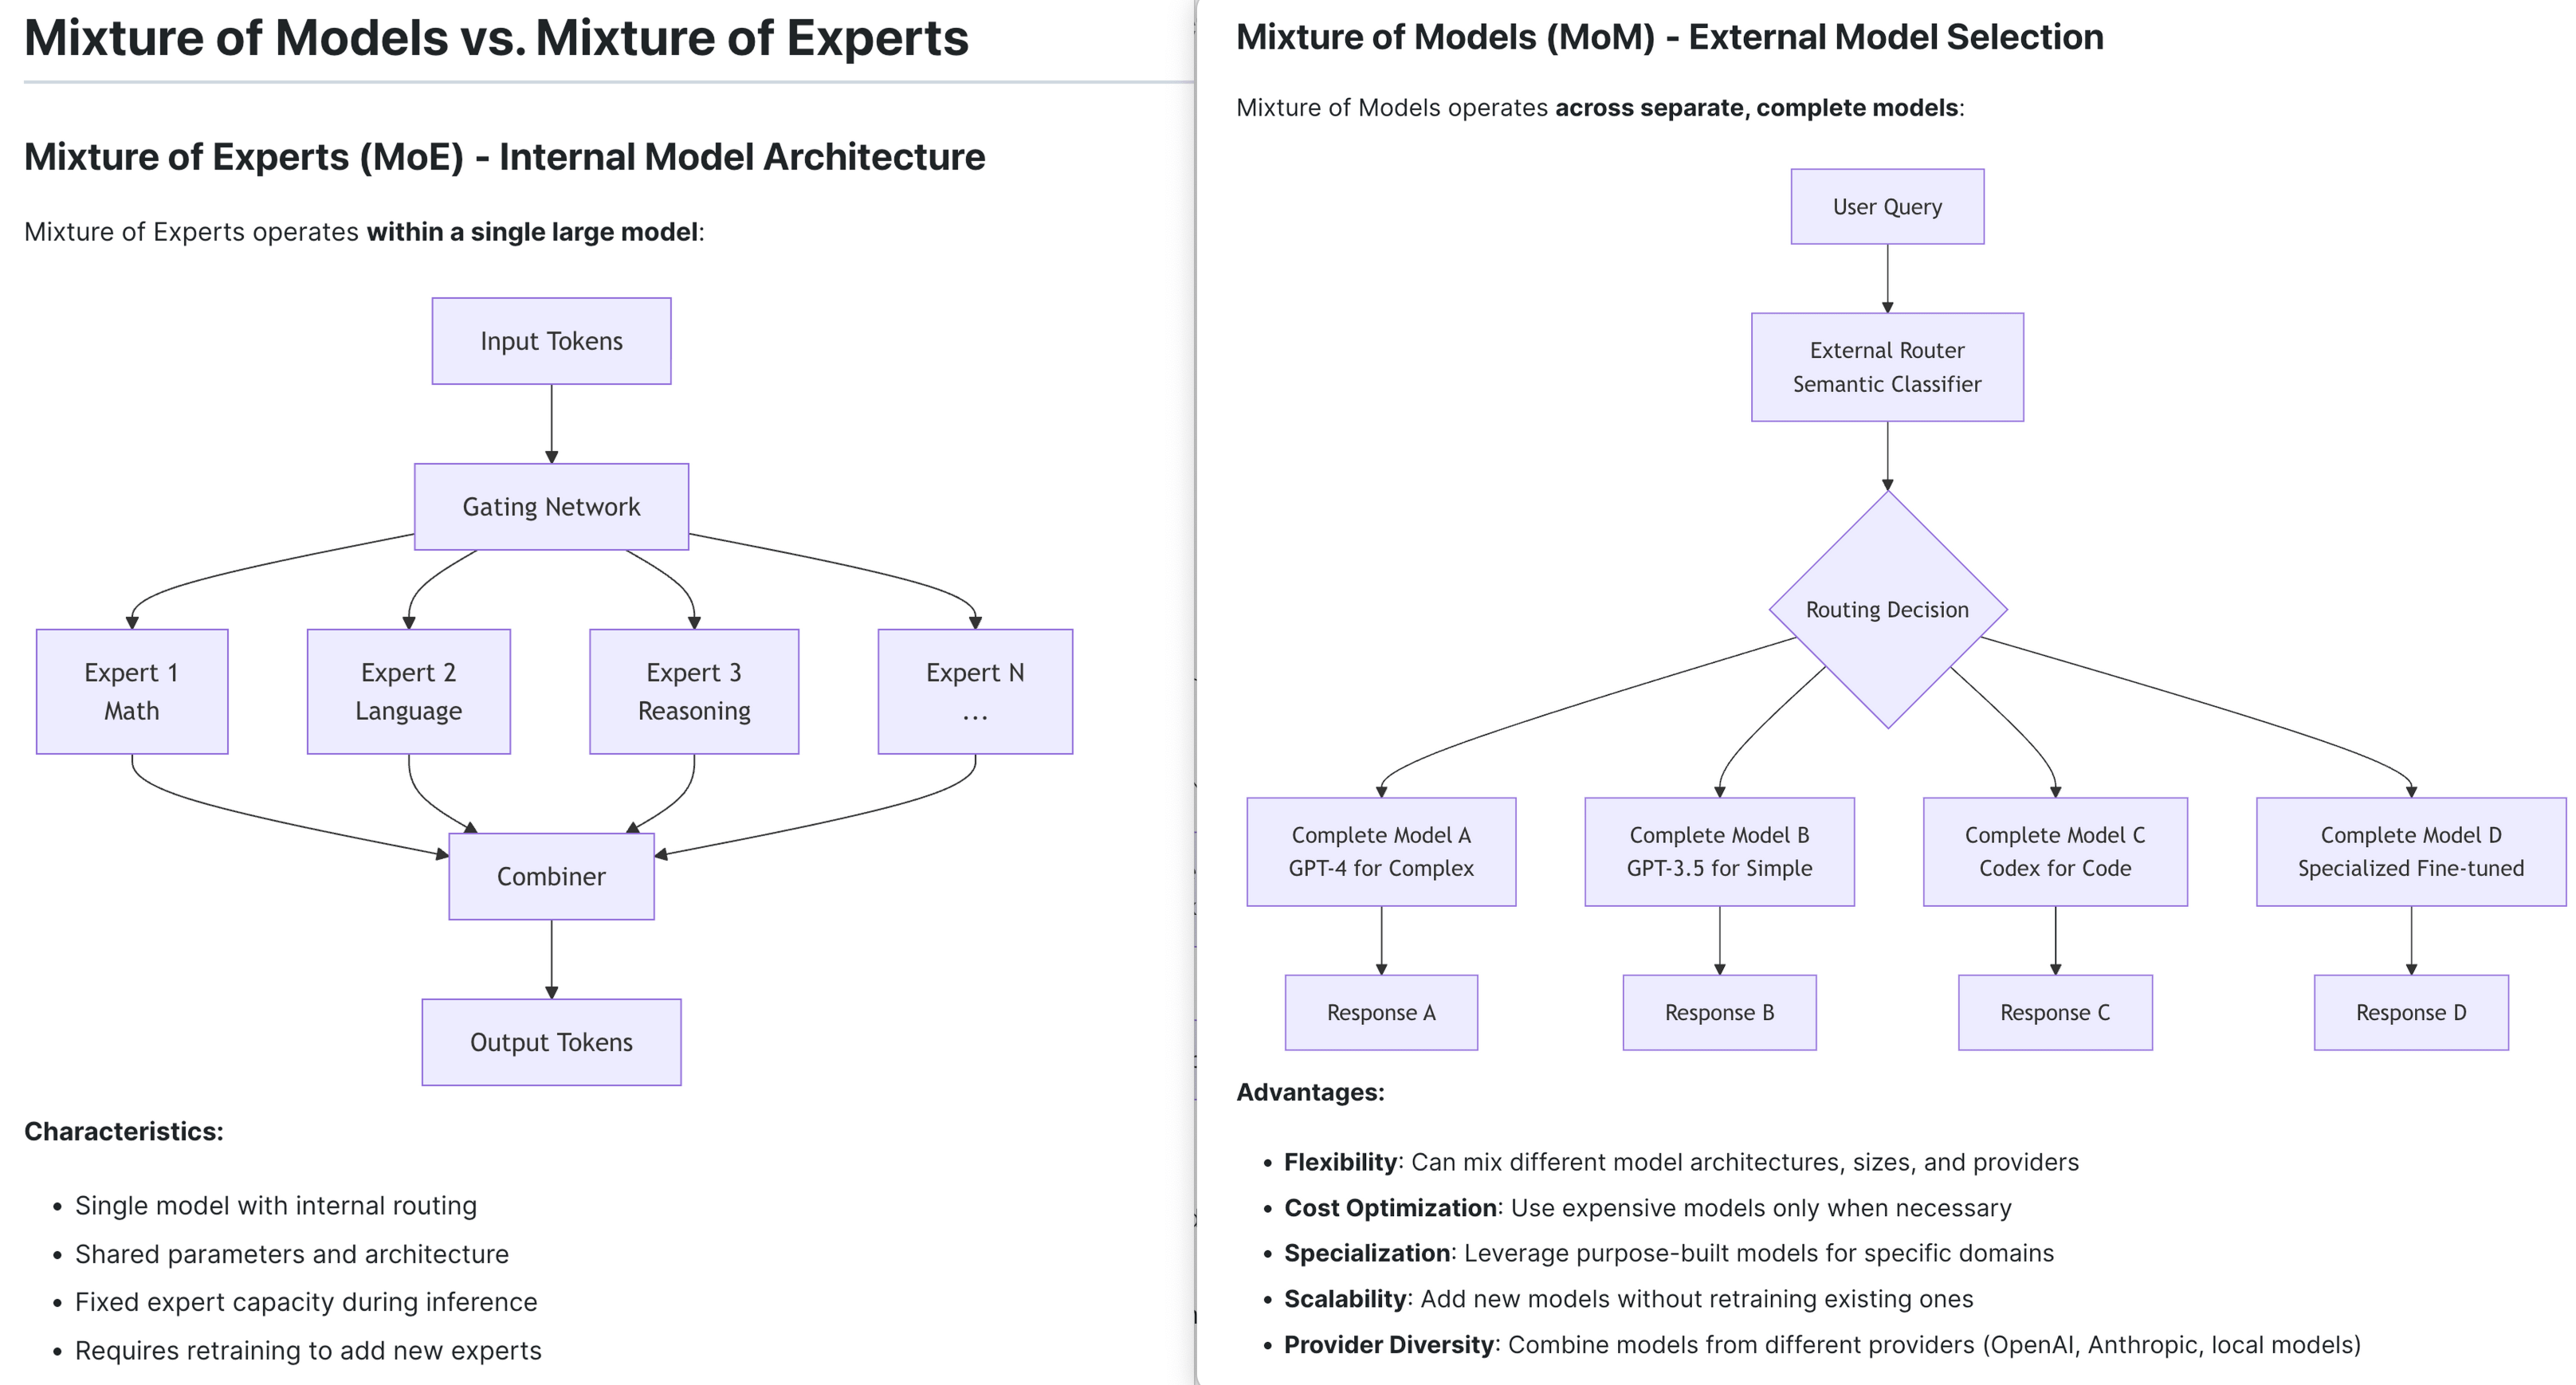 Mixture of Models vs. Mixture of Experts
Mixture of Experts (MoE) - Internal Model Architecture
Mixture of Experts operates within a single large model:
Input Tokens
Gating Network
Expert 1
Math
Expert 2
Language
Expert 3
Reasoning
Expert N
...
Combiner
Output Tokens
Characteristics:
• Single model with internal routing
• Shared parameters and architecture
• Fixed expert capacity during inference
• Requires retraining to add new experts
Mixture of Models (MoM) - External Model Selection
Mixture of Models operates across separate, complete models:
User Query
External Router
Semantic Classifier
Routing Decision
Complete Model A
GPT-4 for Complex
Complete Model B
GPT-3.5 for Simple
Complete Model C
Codex for Code
Complete Model D
Specialized Fine-tuned
Response A
Response B
Response C
Response D
Advantages:
• Flexibility: Can mix different model architectures, sizes, and providers
• Cost Optimization: Use expensive models only when necessary
• Specialization: Leverage purpose-built models for specific domains
• Scalability: Add new models without retraining existing ones
• Provider Diversity: Combine models from different providers (OpenAI, Anthropic, local models)